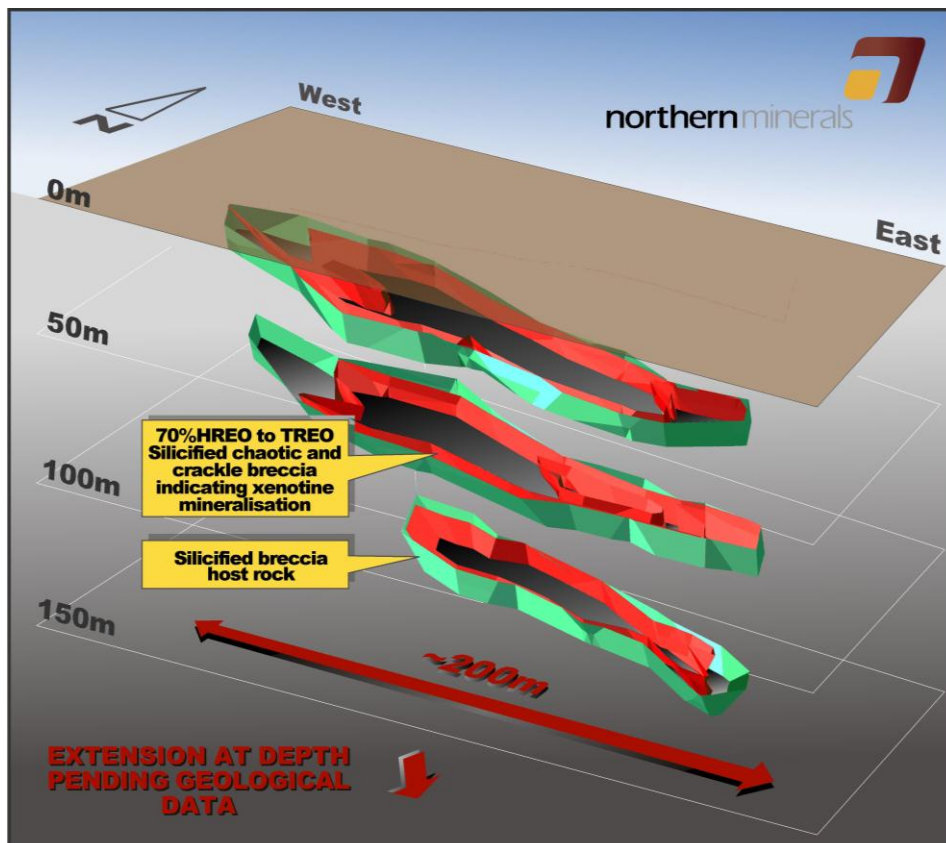 West
N
northernminerals
0m
East
50m
70%HREO to TREO
Silicified chaotic and
crackle breccia
indicating xenotine
mineralisation
100m
Silicified breccia
host rock
150m
~200m
EXTENSION AT DEPTH
PENDING GEOLOGICAL
DATA